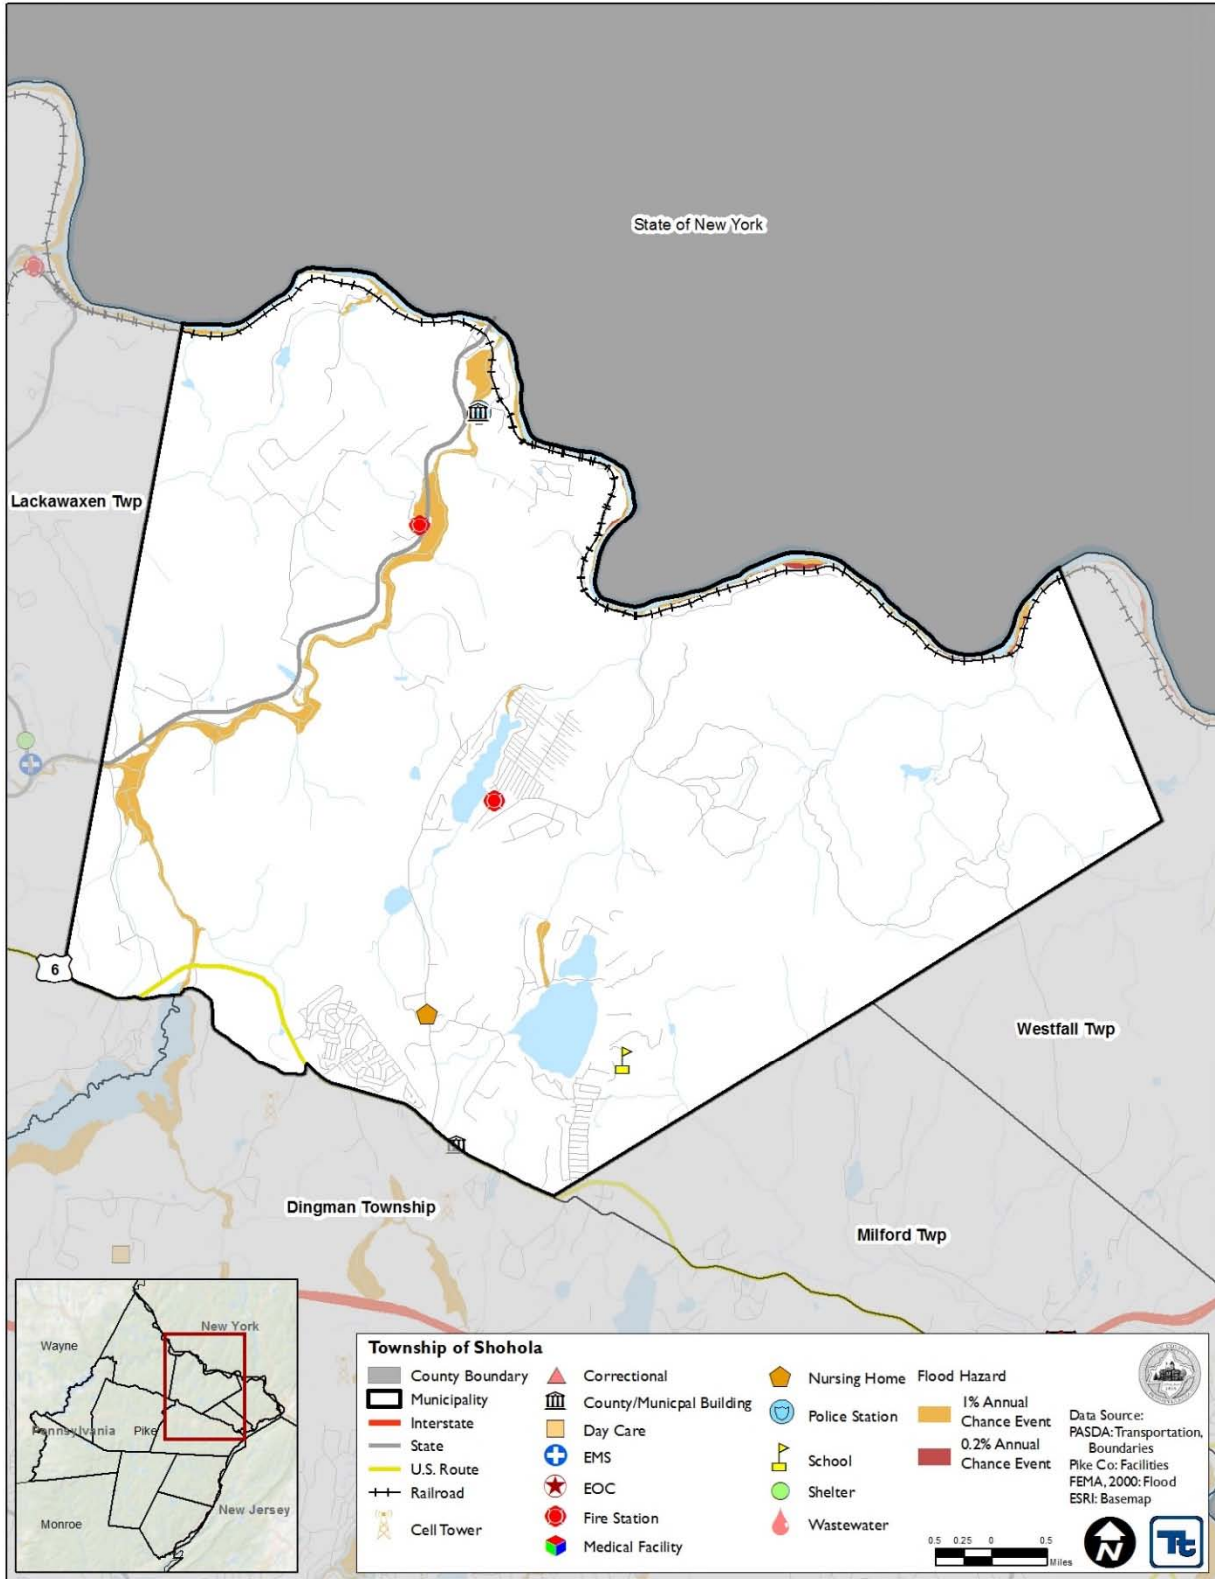 State of New York
Lackawaxen Twp
6
Westfall Twp
Dingman Township
Milford Twp
New York
Wayne
Pennsylvania
Pike
New Jersey
Monroe
Township of Shohola
County Boundary
Municipality
Interstate
State
U.S. Route
Railroad
Cell Tower
Correctional
County/Municpal Building
Day Care
EMS
EOC
Fire Station
Medical Facility
Nursing Home
Police Station
School
Shelter
Wastewater
Flood Hazard
1% Annual
Chance Event
0.2% Annual
Chance Event
Data Source:
PASDA: Transportation,
Boundaries
Pike Co: Facilities
FEMA, 2000: Flood
ESRI: Basemap
0.5 0.25 0 0.5
Miles
N
Tt